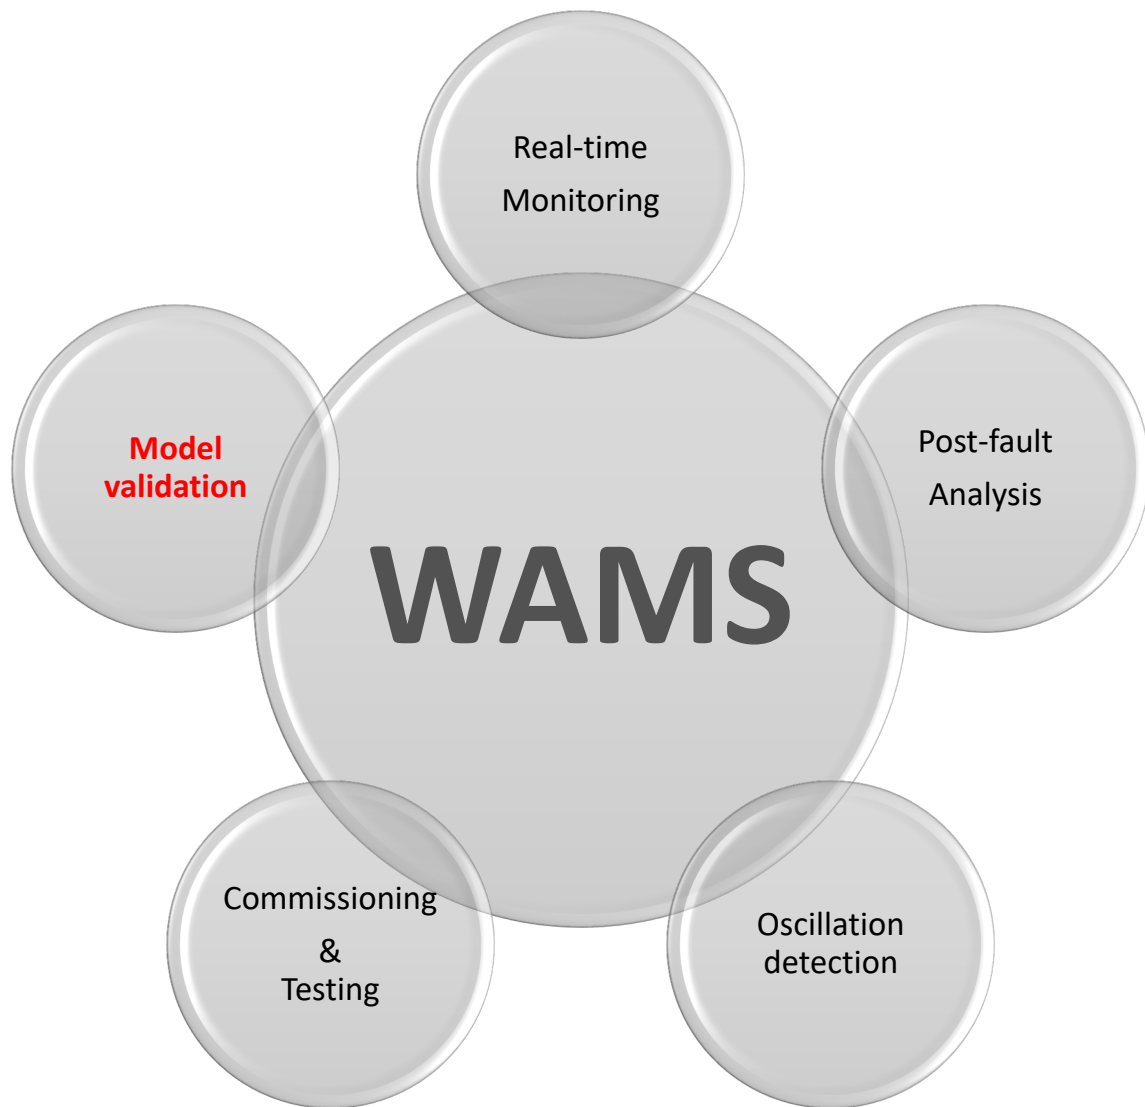 Real-time
Monitoring
Model
validation
Post-fault
Analysis
WAMS
Commissioning
&
Testing
Oscillation
detection